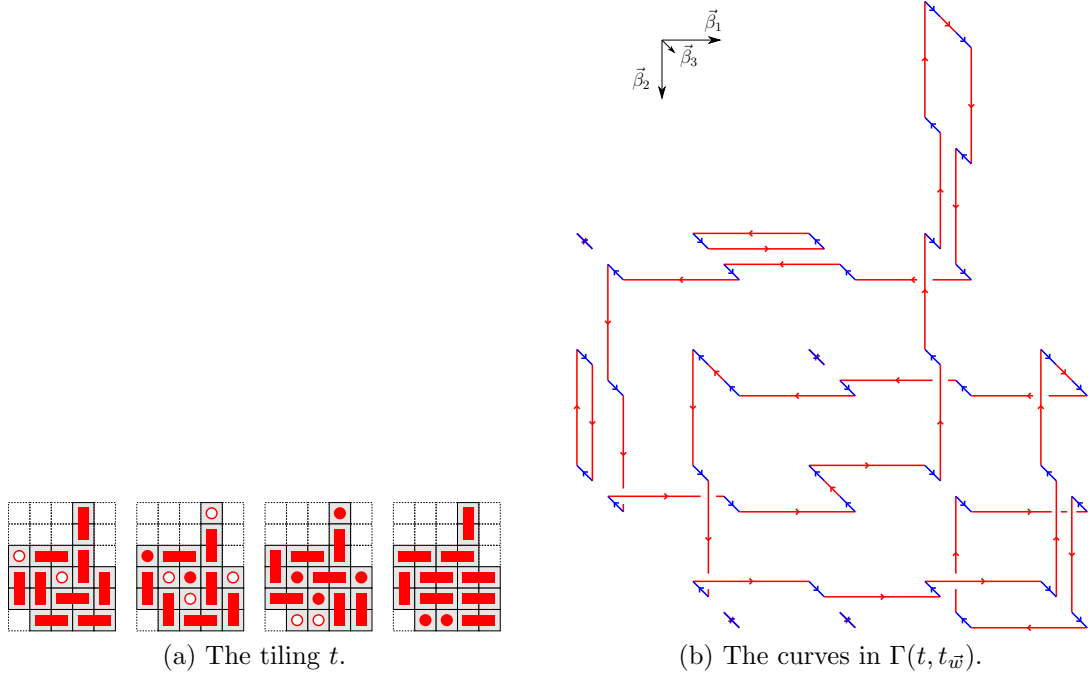 β⃗₁
β⃗₃
β⃗₂
(a) The tiling t.
(b) The curves in Γ(t, t_w⃗).